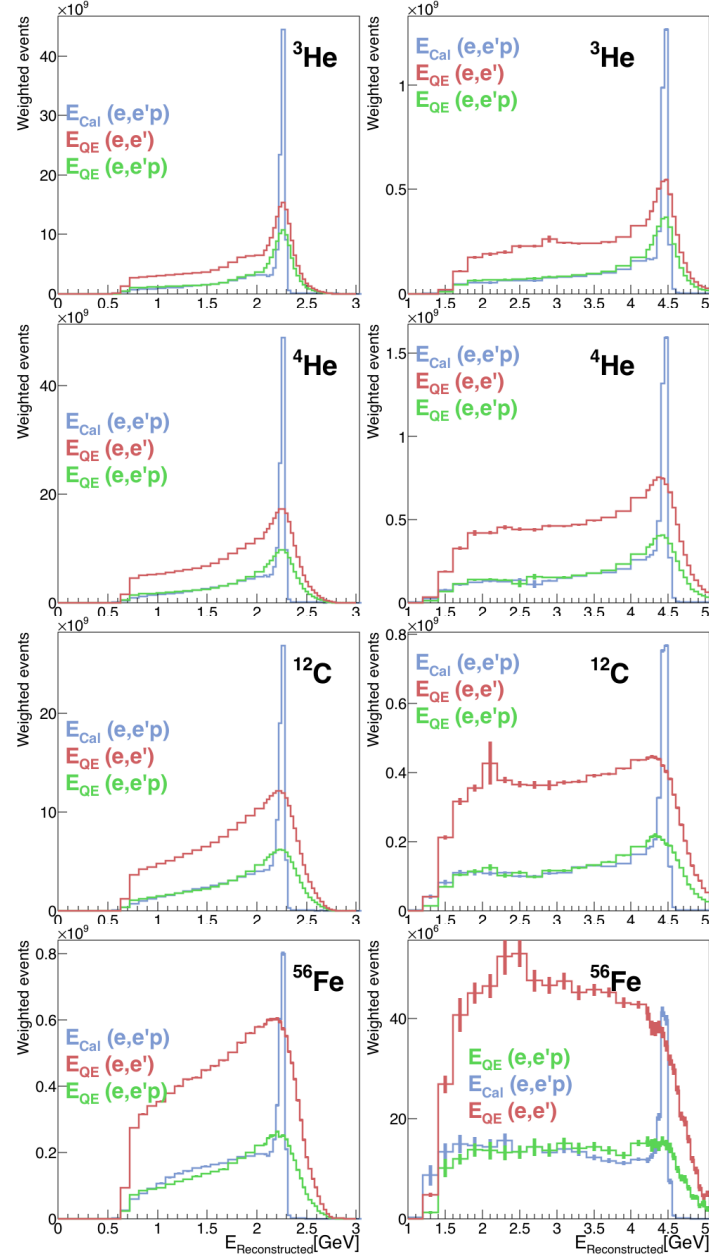 ×10⁹
Weighted events
40
30
20
10
0
³He
E_Cal (e,e'p)
E_QE (e,e')
E_QE (e,e'p)
0 0.5 1 1.5 2 2.5 3
×10⁹
Weighted events
1
0.5
0
³He
E_Cal (e,e'p)
E_QE (e,e')
E_QE (e,e'p)
1 1.5 2 2.5 3 3.5 4 4.5 5
×10⁹
Weighted events
40
20
0
⁴He
E_Cal (e,e'p)
E_QE (e,e')
E_QE (e,e'p)
0 0.5 1 1.5 2 2.5 3
×10⁹
Weighted events
1.5
1
0.5
0
⁴He
E_Cal (e,e'p)
E_QE (e,e')
E_QE (e,e'p)
1 1.5 2 2.5 3 3.5 4 4.5 5
×10⁹
Weighted events
20
10
0
¹²C
E_Cal (e,e'p)
E_QE (e,e')
E_QE (e,e'p)
0 0.5 1 1.5 2 2.5 3
×10⁹
Weighted events
0.8
0.6
0.4
0.2
0
¹²C
E_Cal (e,e'p)
E_QE (e,e')
E_QE (e,e'p)
1 1.5 2 2.5 3 3.5 4 4.5 5
×10⁹
Weighted events
0.8
0.6
0.4
0.2
0
⁵⁶Fe
E_Cal (e,e'p)
E_QE (e,e')
E_QE (e,e'p)
0 0.5 1 1.5 2 2.5 3
E_Reconstructed[GeV]
×10⁶
Weighted events
40
20
0
⁵⁶Fe
E_QE (e,e'p)
E_Cal (e,e'p)
E_QE (e,e')
1 1.5 2 2.5 3 3.5 4 4.5 5
E_Reconstructed[GeV]